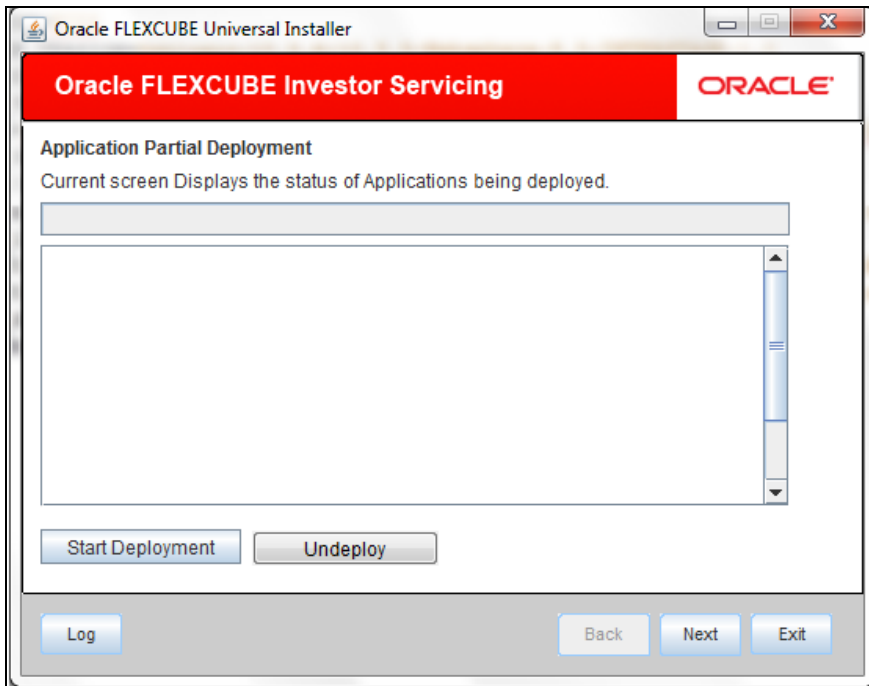 Oracle FLEXCUBE Universal Installer
Oracle FLEXCUBE Investor Servicing
ORACLE
Application Partial Deployment
Current screen Displays the status of Applications being deployed.
Start Deployment
Undeploy
Log
Back
Next
Exit